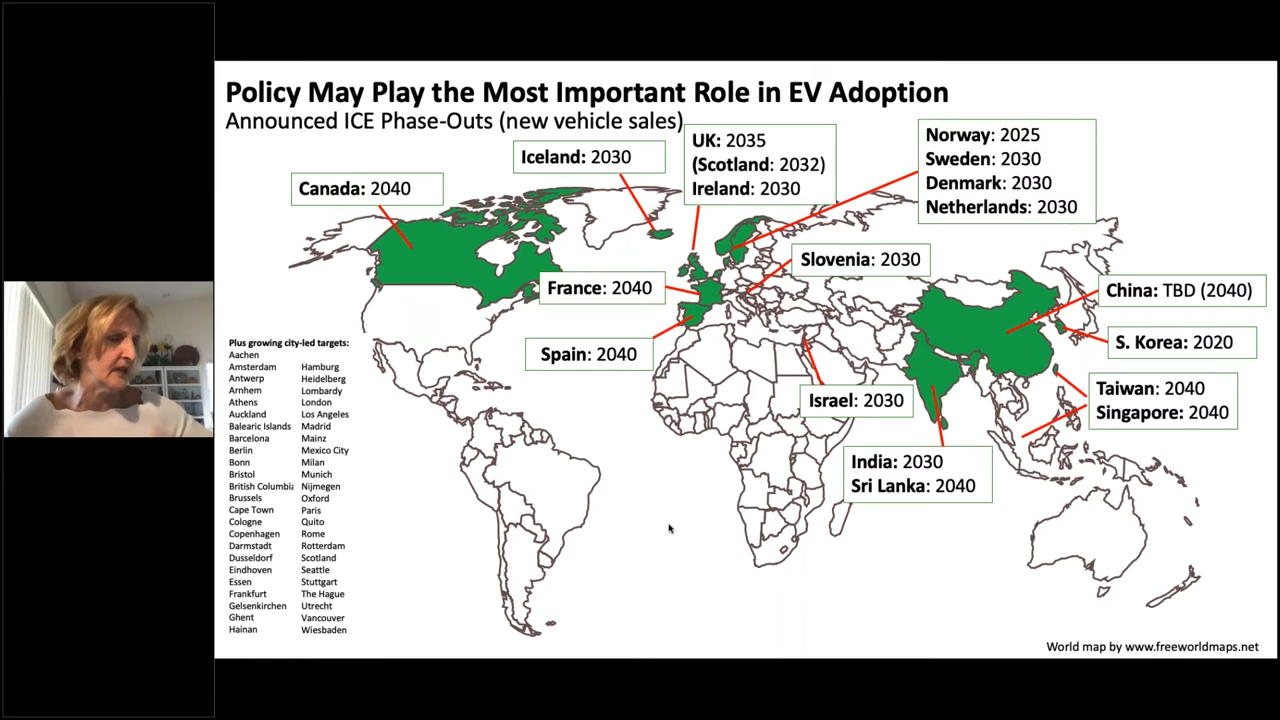 Policy May Play the Most Important Role in EV Adoption
Announced ICE Phase-Outs (new vehicle sales)
Canada: 2040
Iceland: 2030
UK: 2035
(Scotland: 2032)
Ireland: 2030
Norway: 2025
Sweden: 2030
Denmark: 2030
Netherlands: 2030
Slovenia: 2030
France: 2040
Spain: 2040
China: TBD (2040)
S. Korea: 2020
Israel: 2030
Taiwan: 2040
Singapore: 2040
India: 2030
Sri Lanka: 2040
Plus growing city-led targets:
Aachen
Amsterdam
Antwerp
Arnhem
Athens
Auckland
Balearic Islands
Barcelona
Berlin
Bonn
Bristol
British Columbia
Brussels
Cape Town
Cologne
Copenhagen
Darmstadt
Dusseldorf
Eindhoven
Essen
Frankfurt
Gelsenkirchen
Ghent
Hainan
Hamburg
Heidelberg
Lombardy
London
Los Angeles
Madrid
Mainz
Mexico City
Milan
Munich
Nijmegen
Oxford
Paris
Quito
Rome
Rotterdam
Scotland
Seattle
Stuttgart
The Hague
Utrecht
Vancouver
Wiesbaden
World map by www.freeworldmaps.net